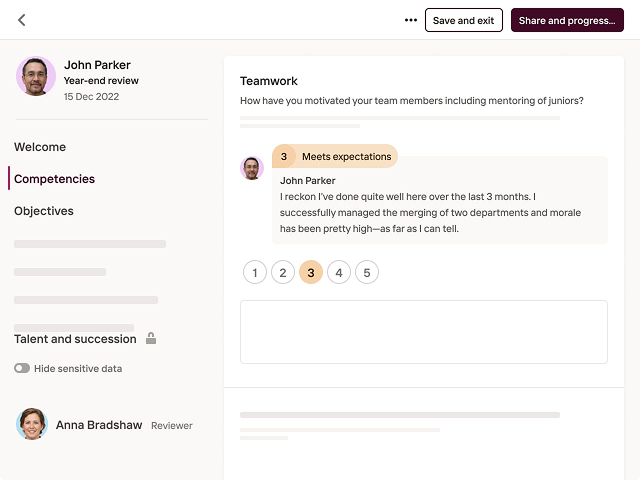 Save and exit
Share and progress...
John Parker
Year-end review
15 Dec 2022
Welcome
Competencies
Objectives
Talent and succession
Hide sensitive data
Anna Bradshaw Reviewer
Teamwork
How have you motivated your team members including mentoring of juniors?
3 Meets expectations
John Parker
I reckon I've done quite well here over the last 3 months. I
successfully managed the merging of two departments and morale
has been pretty high—as far as I can tell.
1 2 3 4 5